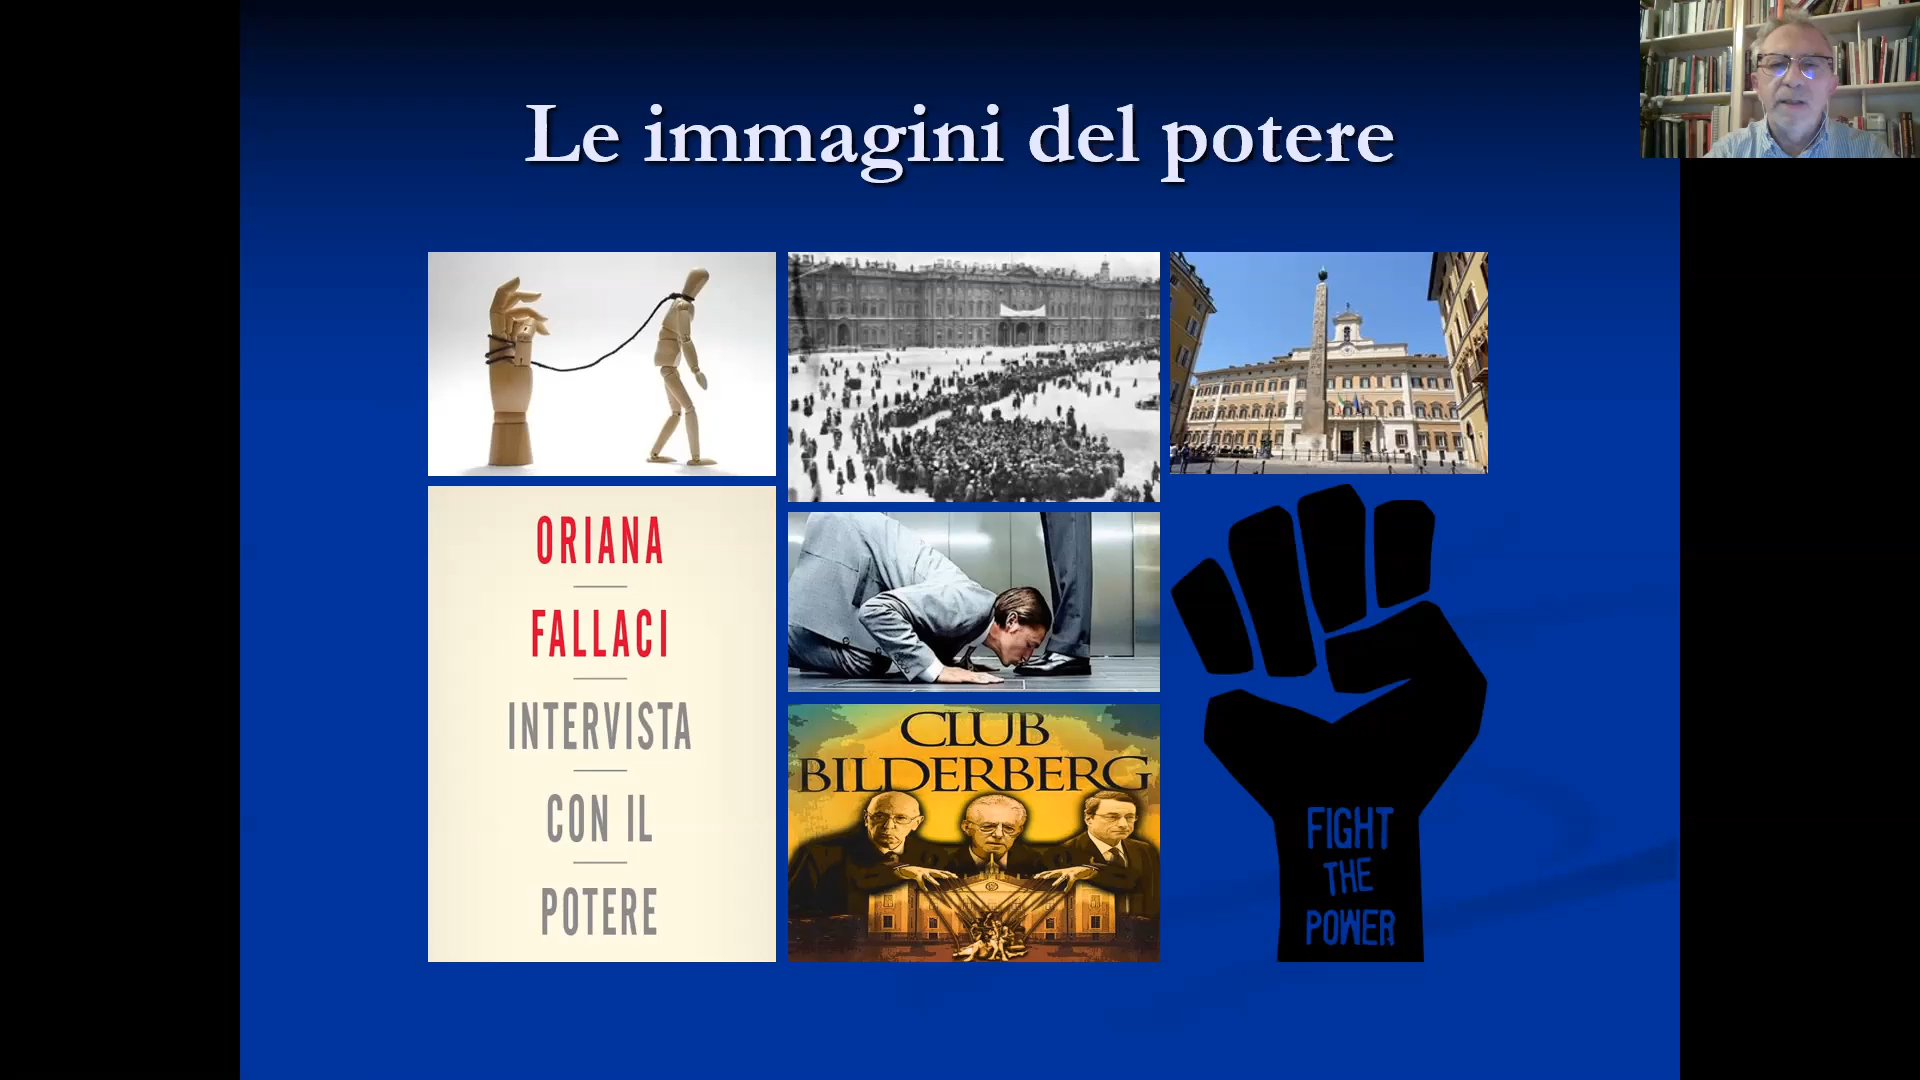 Le immagini del potere
ORIANA
FALLACI
INTERVISTA
CON IL
POTERE
CLUB
BILDERBERG
FIGHT
THE
POWER